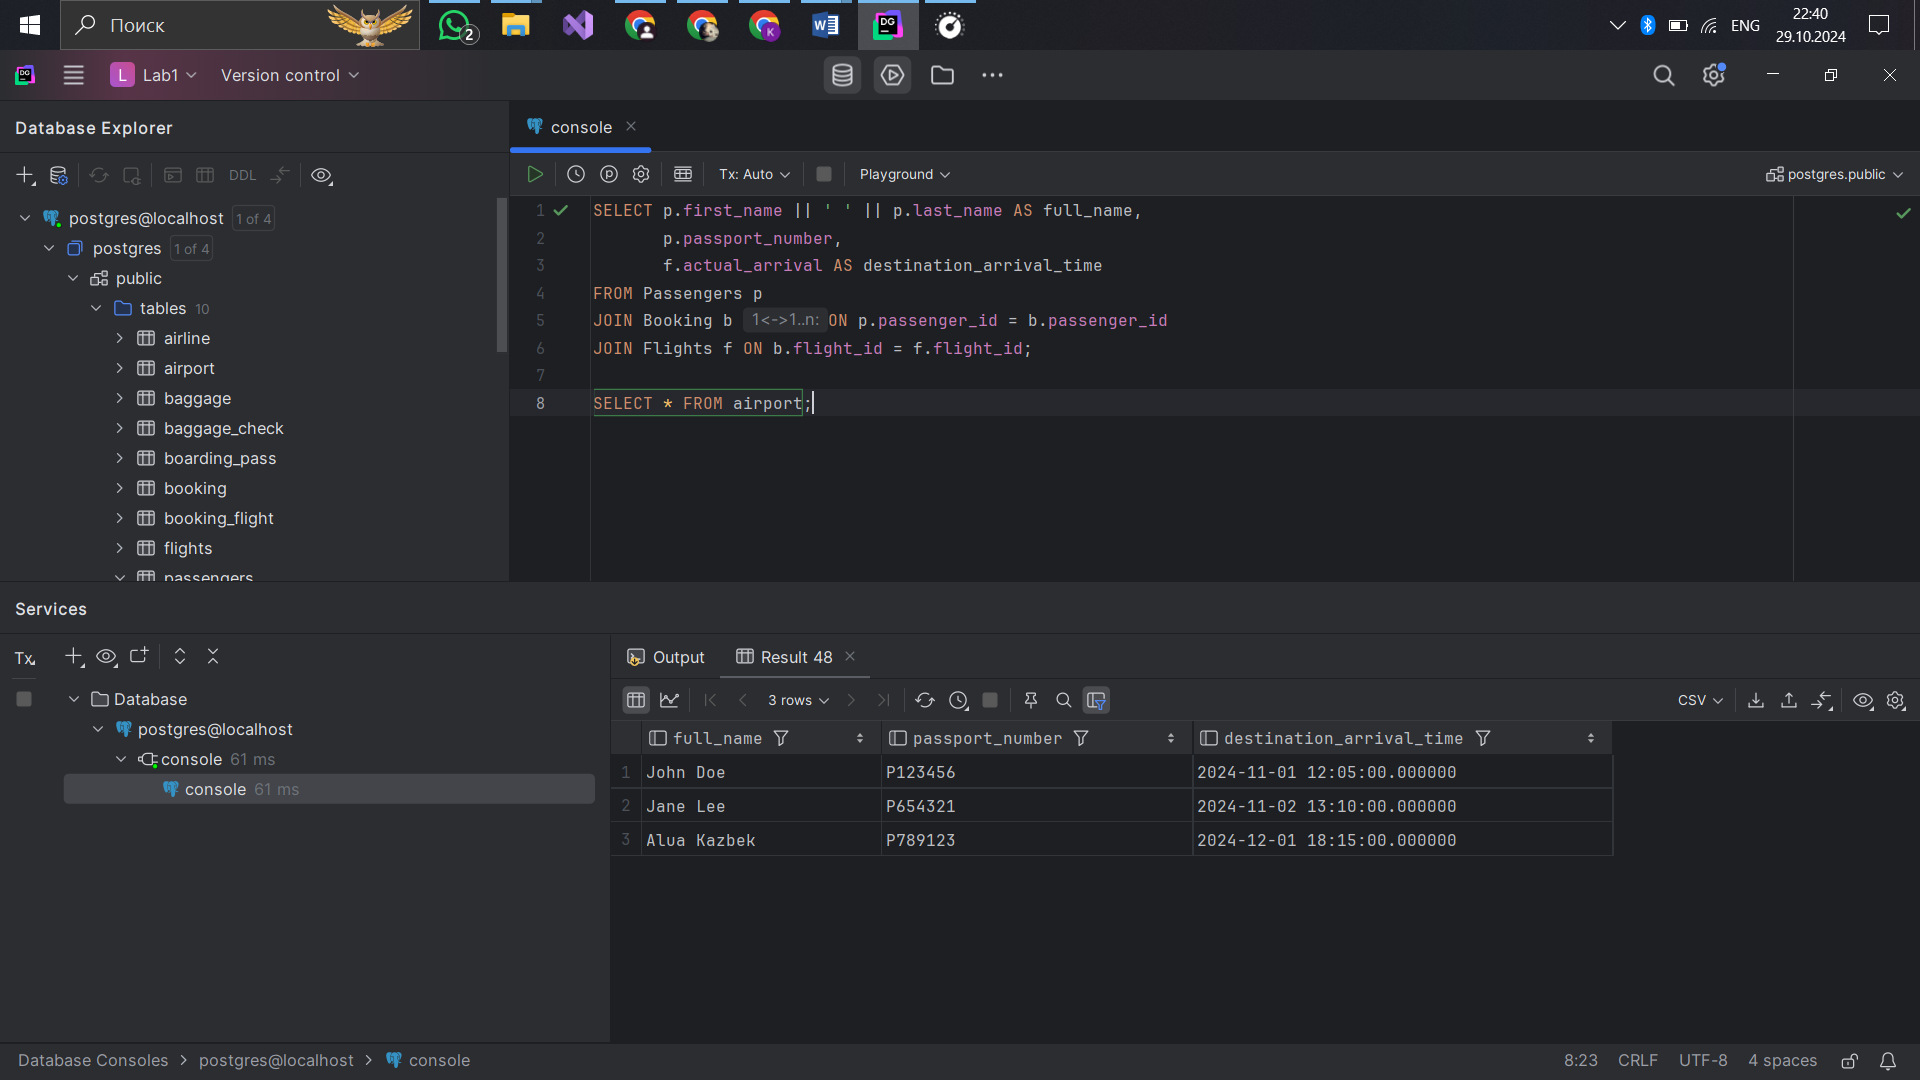 Поиск
2
ENG
22:40
29.10.2024
DG
L Lab1
Version control
Database Explorer
console
DDL
Tx: Auto
Playground
postgres.public
postgres@localhost 1 of 4
postgres 1 of 4
public
tables 10
airline
airport
baggage
baggage_check
boarding_pass
booking
booking_flight
flights
passengers
1 SELECT p.first_name || ' ' || p.last_name AS full_name,
2 p.passport_number,
3 f.actual_arrival AS destination_arrival_time
4 FROM Passengers p
5 JOIN Booking b 1<->1..n: ON p.passenger_id = b.passenger_id
6 JOIN Flights f ON b.flight_id = f.flight_id;
7
8 SELECT * FROM airport;
Services
Tx
Database
postgres@localhost
console 61 ms
console 61 ms
Output
Result 48
3 rows
CSV
full_name passport_number destination_arrival_time
1 John Doe P123456 2024-11-01 12:05:00.000000
2 Jane Lee P654321 2024-11-02 13:10:00.000000
3 Alua Kazbek P789123 2024-12-01 18:15:00.000000
Database Consoles > postgres@localhost > console
8:23 CRLF UTF-8 4 spaces